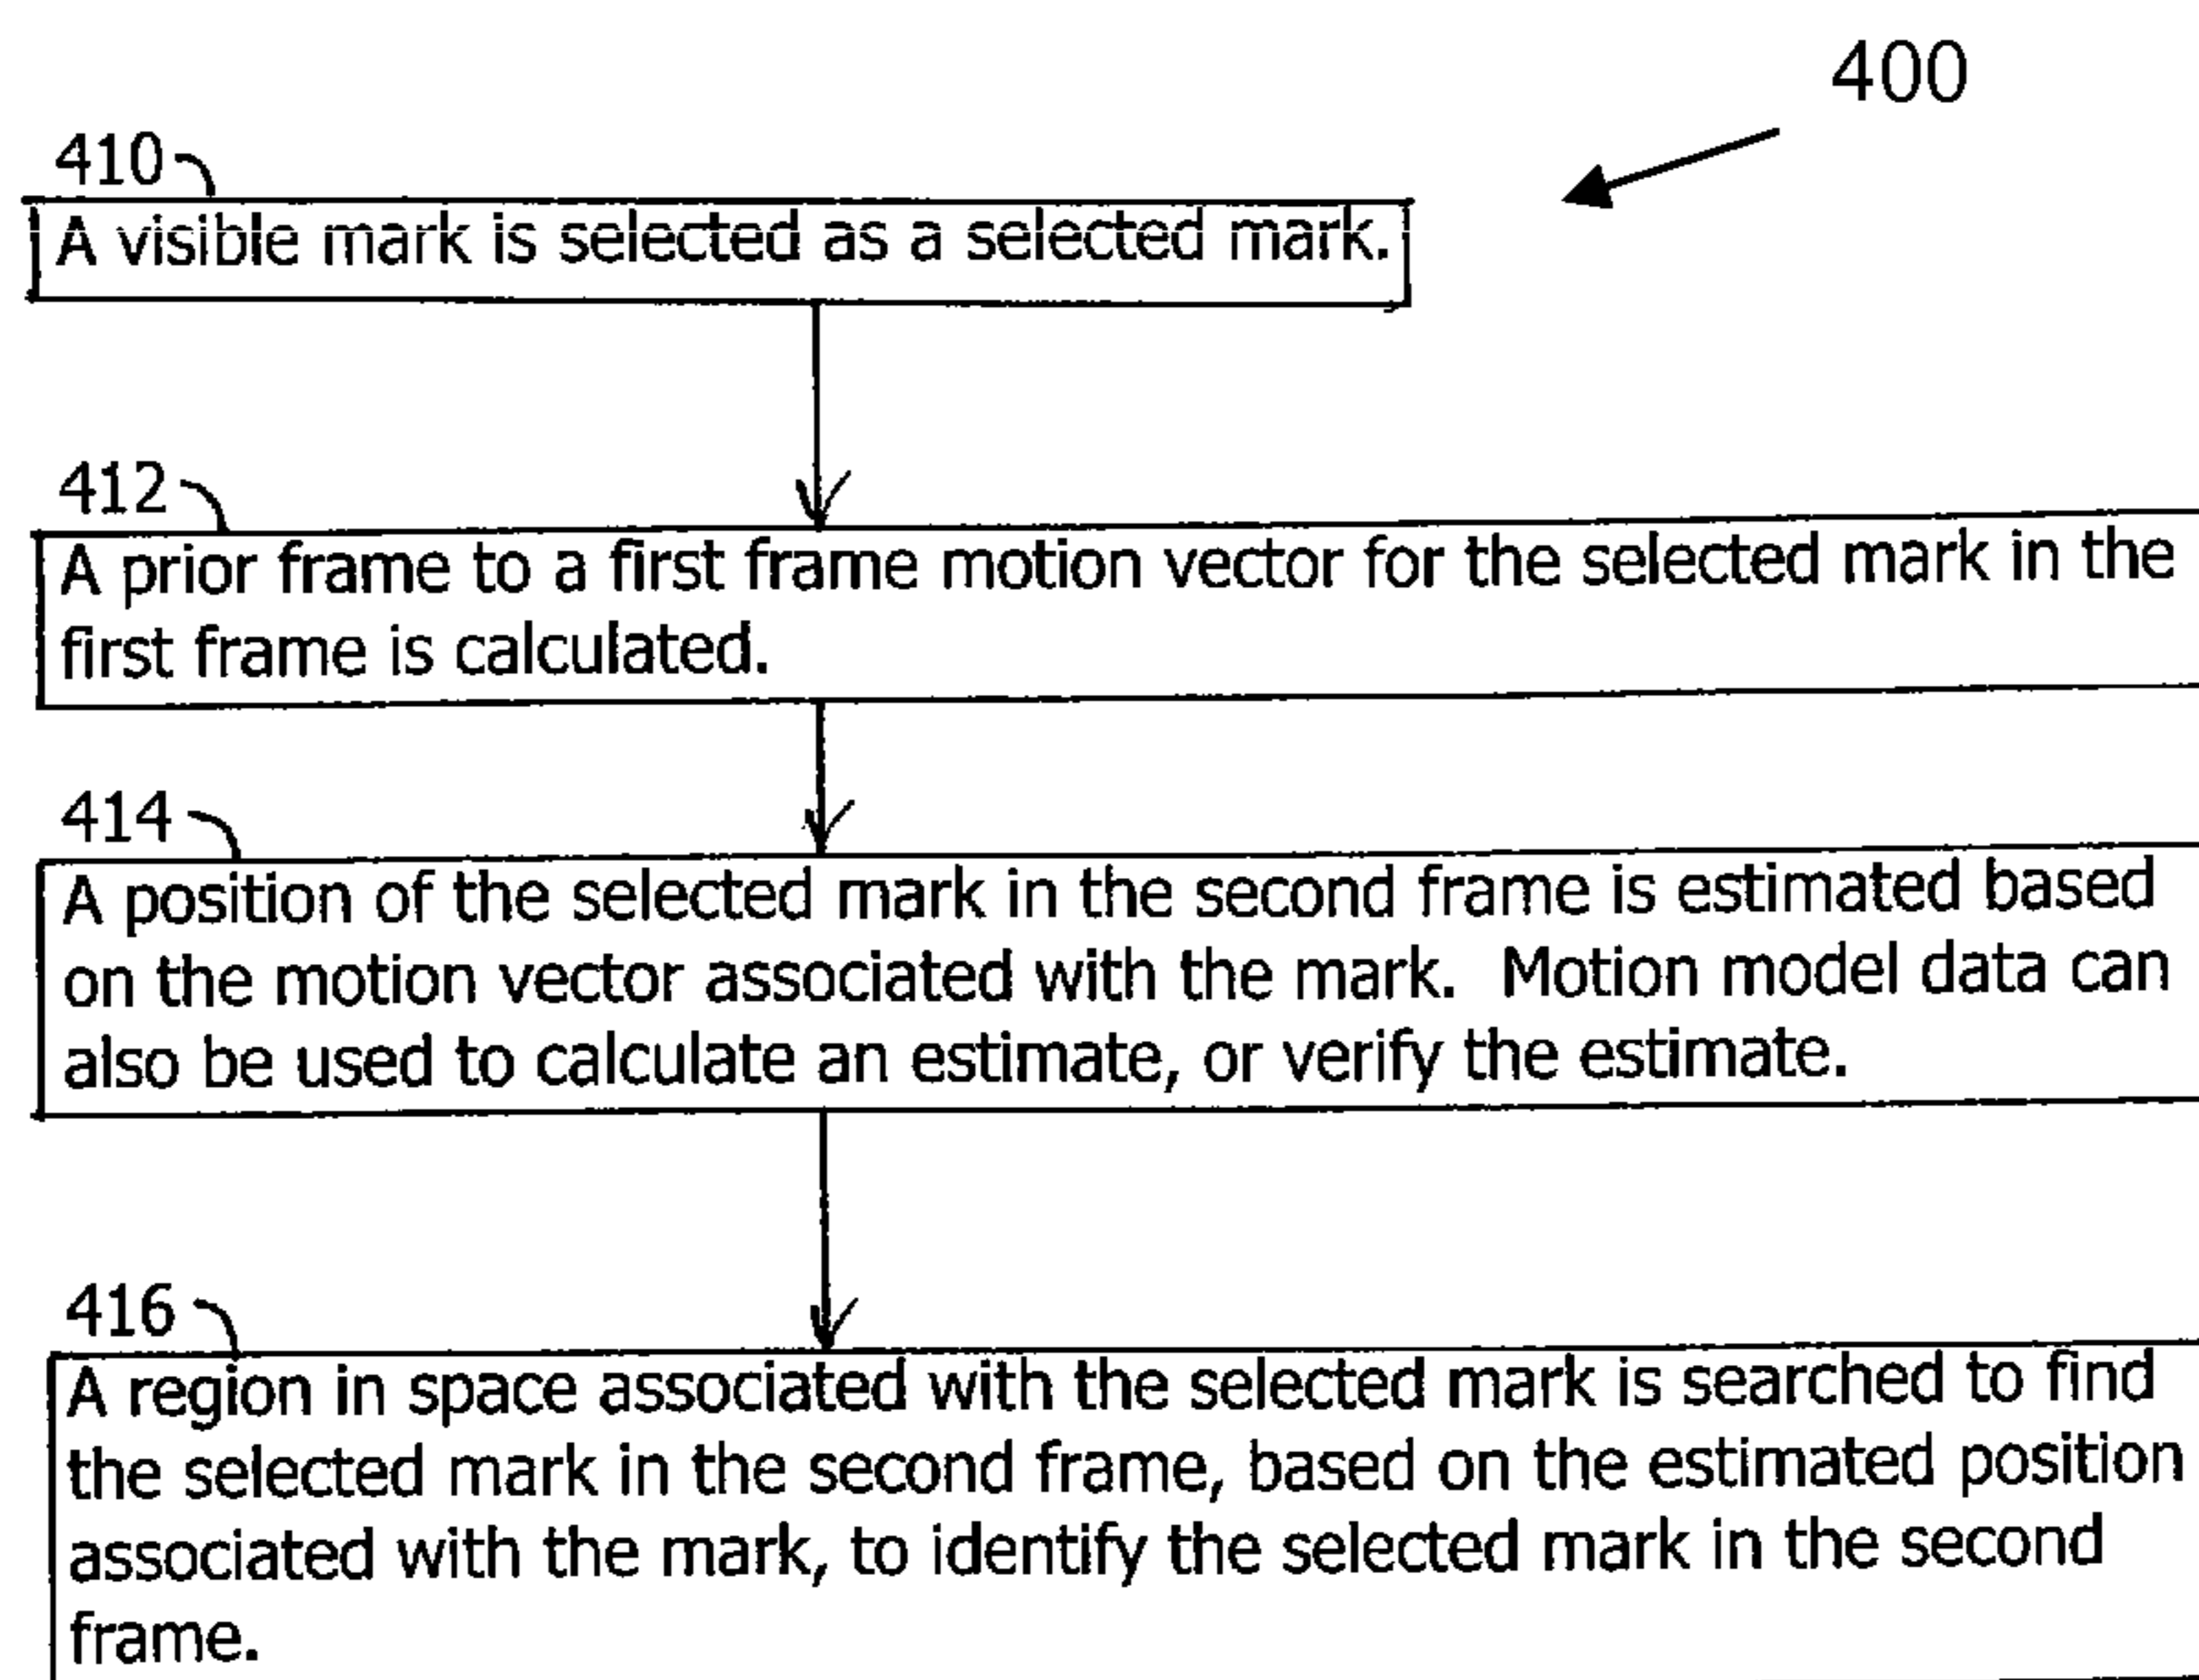 400
410
A visible mark is selected as a selected mark.
412
A prior frame to a first frame motion vector for the selected mark in the
first frame is calculated.
414
A position of the selected mark in the second frame is estimated based
on the motion vector associated with the mark. Motion model data can
also be used to calculate an estimate, or verify the estimate.
416
A region in space associated with the selected mark is searched to find
the selected mark in the second frame, based on the estimated position
associated with the mark, to identify the selected mark in the second
frame.